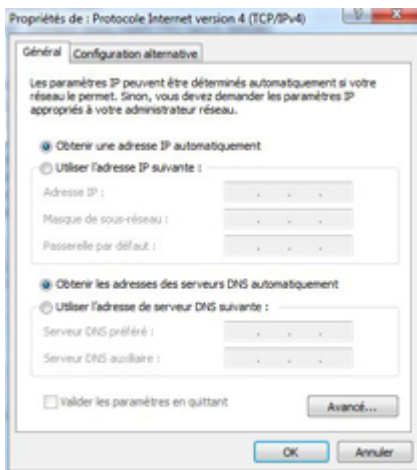 Propriétés de : Protocole Internet version 4 (TCP/IPv4)
Général
Configuration alternative
Les paramètres IP peuvent être déterminés automatiquement si votre
réseau le permet. Sinon, vous devez demander les paramètres IP
appropriés à votre administrateur réseau.
Obtenir une adresse IP automatiquement
Utiliser l'adresse IP suivante :
Adresse IP :
Masque de sous-réseau :
Passerelle par défaut :
Obtenir les adresses des serveurs DNS automatiquement
Utiliser l'adresse de serveur DNS suivante :
Serveur DNS préféré :
Serveur DNS auxiliaire :
Valider les paramètres en quittant
Avancé...
OK
Annuler